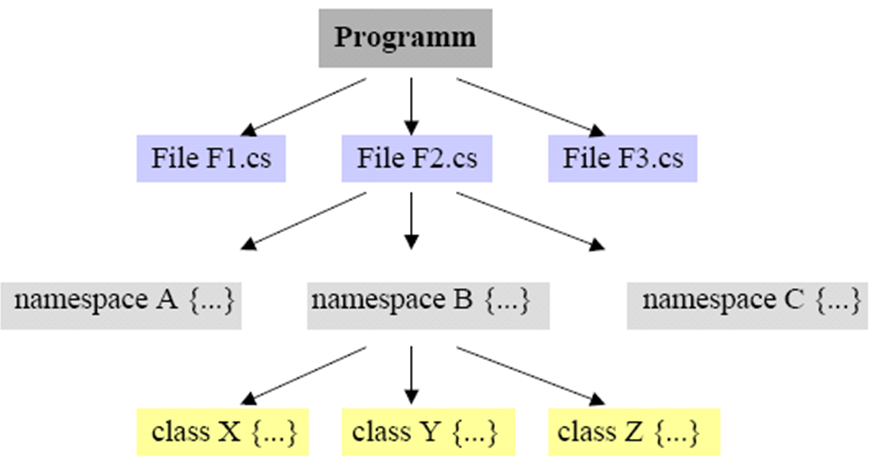 Programm
File F1.cs File F2.cs File F3.cs
namespace A {...} namespace B {...} namespace C {...}
class X {...} class Y {...} class Z {...}